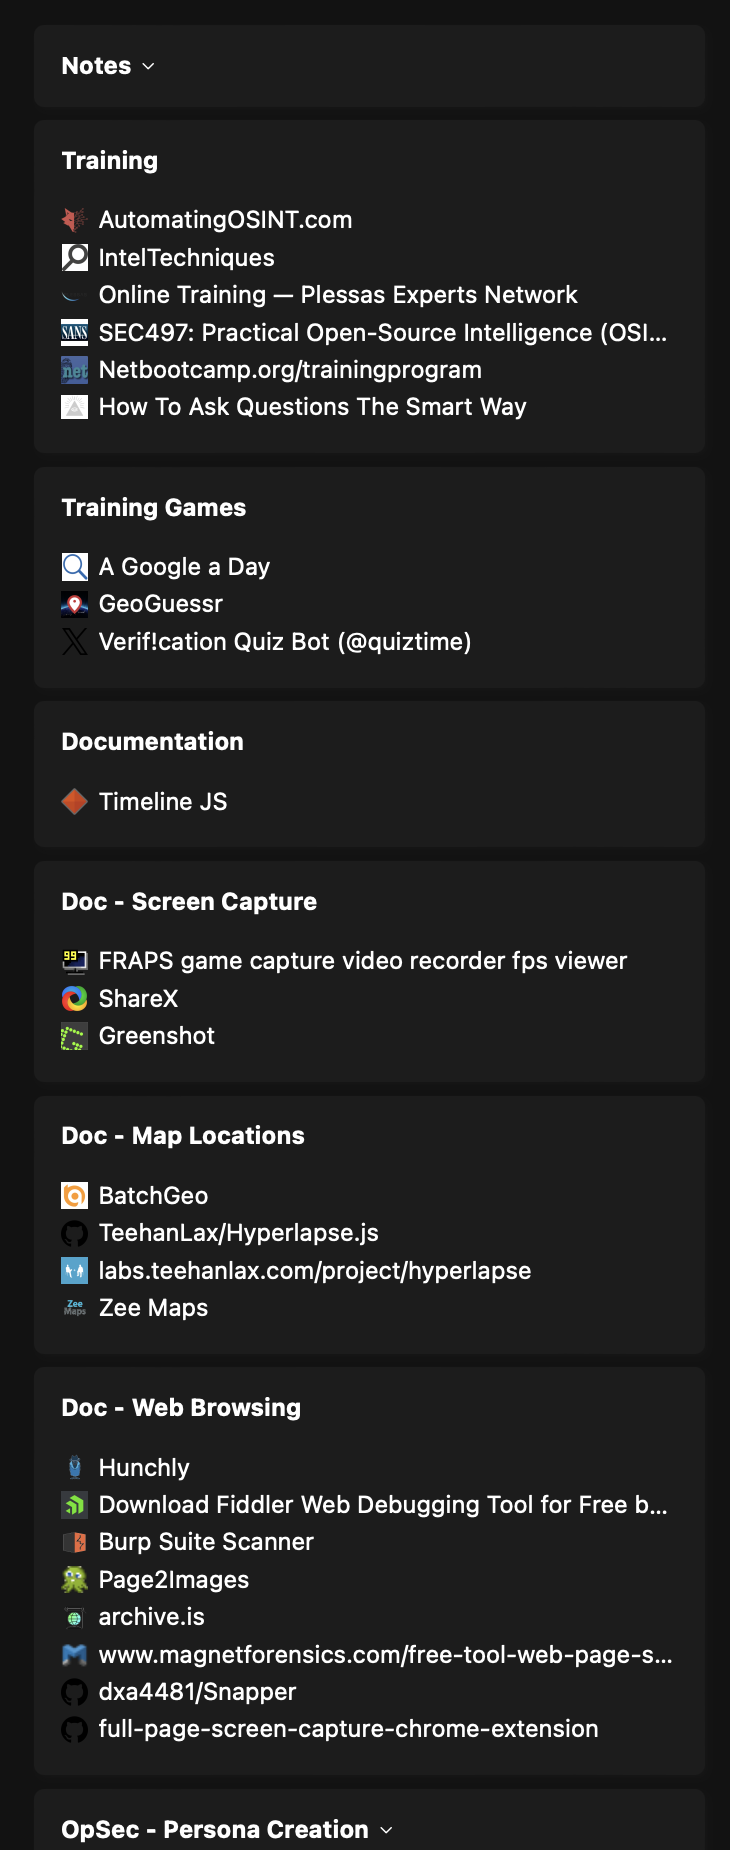 Notes
Training
AutomatingOSINT.com
IntelTechniques
Online Training — Plessas Experts Network
SANS SEC497: Practical Open-Source Intelligence (OSI...
net Netbootcamp.org/trainingprogram
How To Ask Questions The Smart Way
Training Games
A Google a Day
GeoGuessr
Verif!cation Quiz Bot (@quiztime)
Documentation
Timeline JS
Doc - Screen Capture
99 FRAPS game capture video recorder fps viewer
ShareX
Greenshot
Doc - Map Locations
BatchGeo
TeehanLax/Hyperlapse.js
labs.teehanlax.com/project/hyperlapse
Zee Maps Zee Maps
Doc - Web Browsing
Hunchly
Download Fiddler Web Debugging Tool for Free b...
Burp Suite Scanner
Page2Images
archive.is
www.magnetforensics.com/free-tool-web-page-s...
dxa4481/Snapper
full-page-screen-capture-chrome-extension
OpSec - Persona Creation